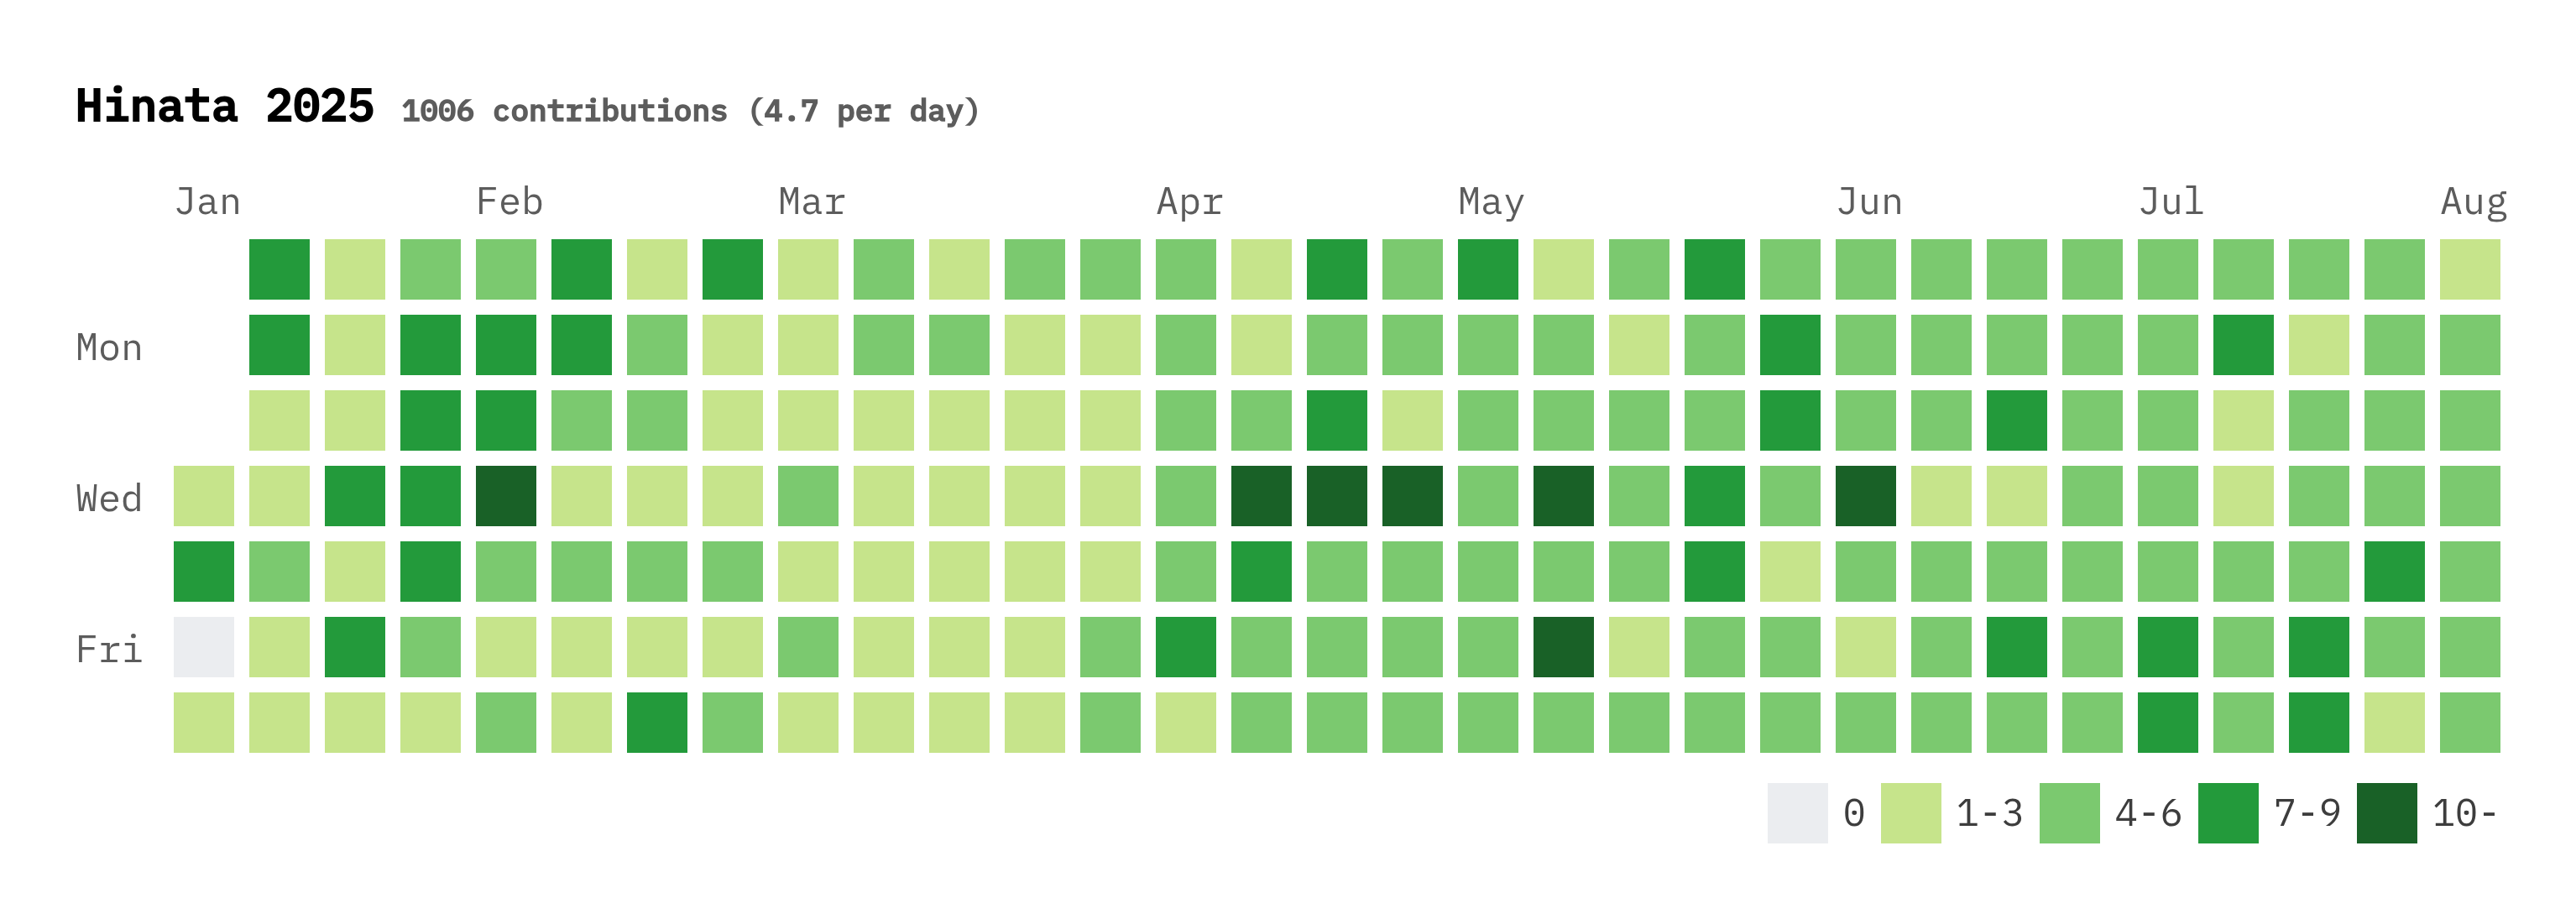 Hinata 2025 1006 contributions (4.7 per day)
Jan Feb Mar Apr May Jun Jul Aug
Mon
Wed
Fri
0 1-3 4-6 7-9 10-